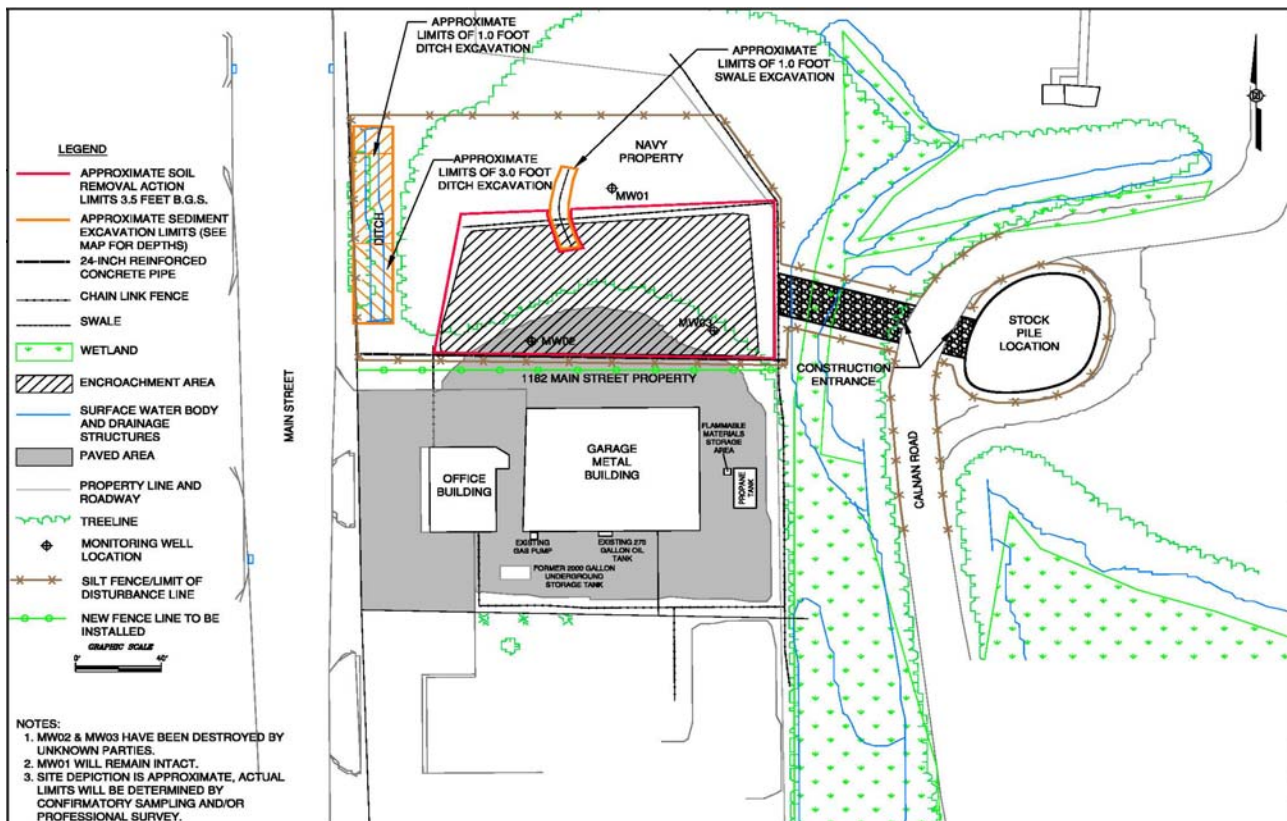 APPROXIMATE
LIMITS OF 1.0 FOOT
DITCH EXCAVATION
APPROXIMATE
LIMITS OF 1.0 FOOT
SWALE EXCAVATION
NAVY
PROPERTY
APPROXIMATE
LIMITS OF 3.0 FOOT
DITCH EXCAVATION
MW01
DITCH
MW02
MW03
1182 MAIN STREET PROPERTY
CONSTRUCTION
ENTRANCE
STOCK
PILE
LOCATION
MAIN STREET
CALNAN ROAD
OFFICE
BUILDING
GARAGE
METAL
BUILDING
FLAMMABLE
MATERIALS
STORAGE
AREA
PROPANE
TANK
EXISTING
GAS PUMP
EXISTING 275
GALLON OIL
TANK
FORMER 2000 GALLON
UNDERGROUND
STORAGE TANK
LEGEND
APPROXIMATE SOIL
REMOVAL ACTION
LIMITS 3.5 FEET B.G.S.
APPROXIMATE SEDIMENT
EXCAVATION LIMITS (SEE
MAP FOR DEPTHS)
24-INCH REINFORCED
CONCRETE PIPE
CHAIN LINK FENCE
SWALE
WETLAND
ENCROACHMENT AREA
SURFACE WATER BODY
AND DRAINAGE
STRUCTURES
PAVED AREA
PROPERTY LINE AND
ROADWAY
TREELINE
MONITORING WELL
LOCATION
SILT FENCE/LIMIT OF
DISTURBANCE LINE
NEW FENCE LINE TO BE
INSTALLED
GRAPHIC SCALE
0' 40'
NOTES:
1. MW02 & MW03 HAVE BEEN DESTROYED BY
UNKNOWN PARTIES.
2. MW01 WILL REMAIN INTACT.
3. SITE DEPICTION IS APPROXIMATE, ACTUAL
LIMITS WILL BE DETERMINED BY
CONFIRMATORY SAMPLING AND/OR
PROFESSIONAL SURVEY.